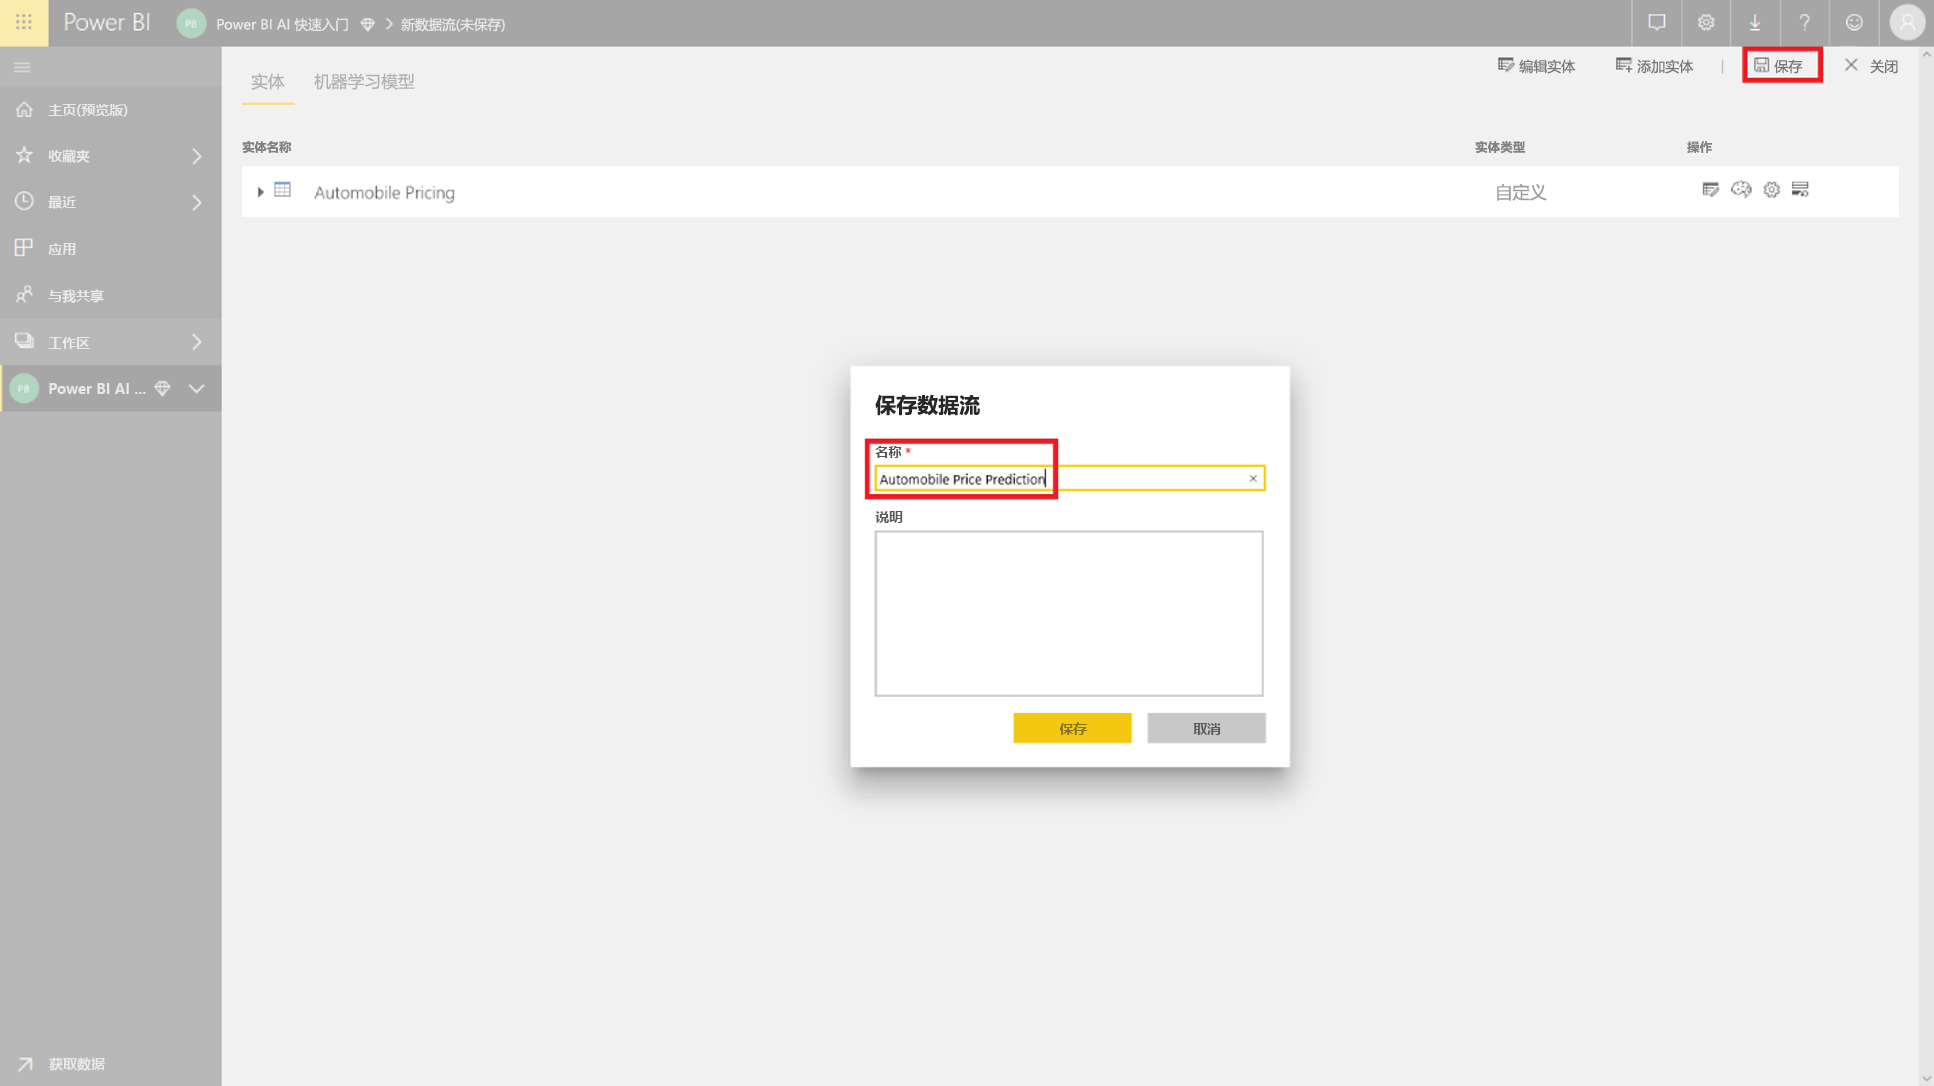 Power BI
PB
Power BI AI 快速入门
新数据流(未保存)
主页(预览版)
收藏夹
最近
应用
与我共享
工作区
PB
Power BI AI ...
获取数据
实体
机器学习模型
编辑实体
添加实体
|
保存
关闭
实体名称
实体类型
操作
Automobile Pricing
自定义
保存数据流
名称 *
Automobile Price Prediction
说明
保存
取消